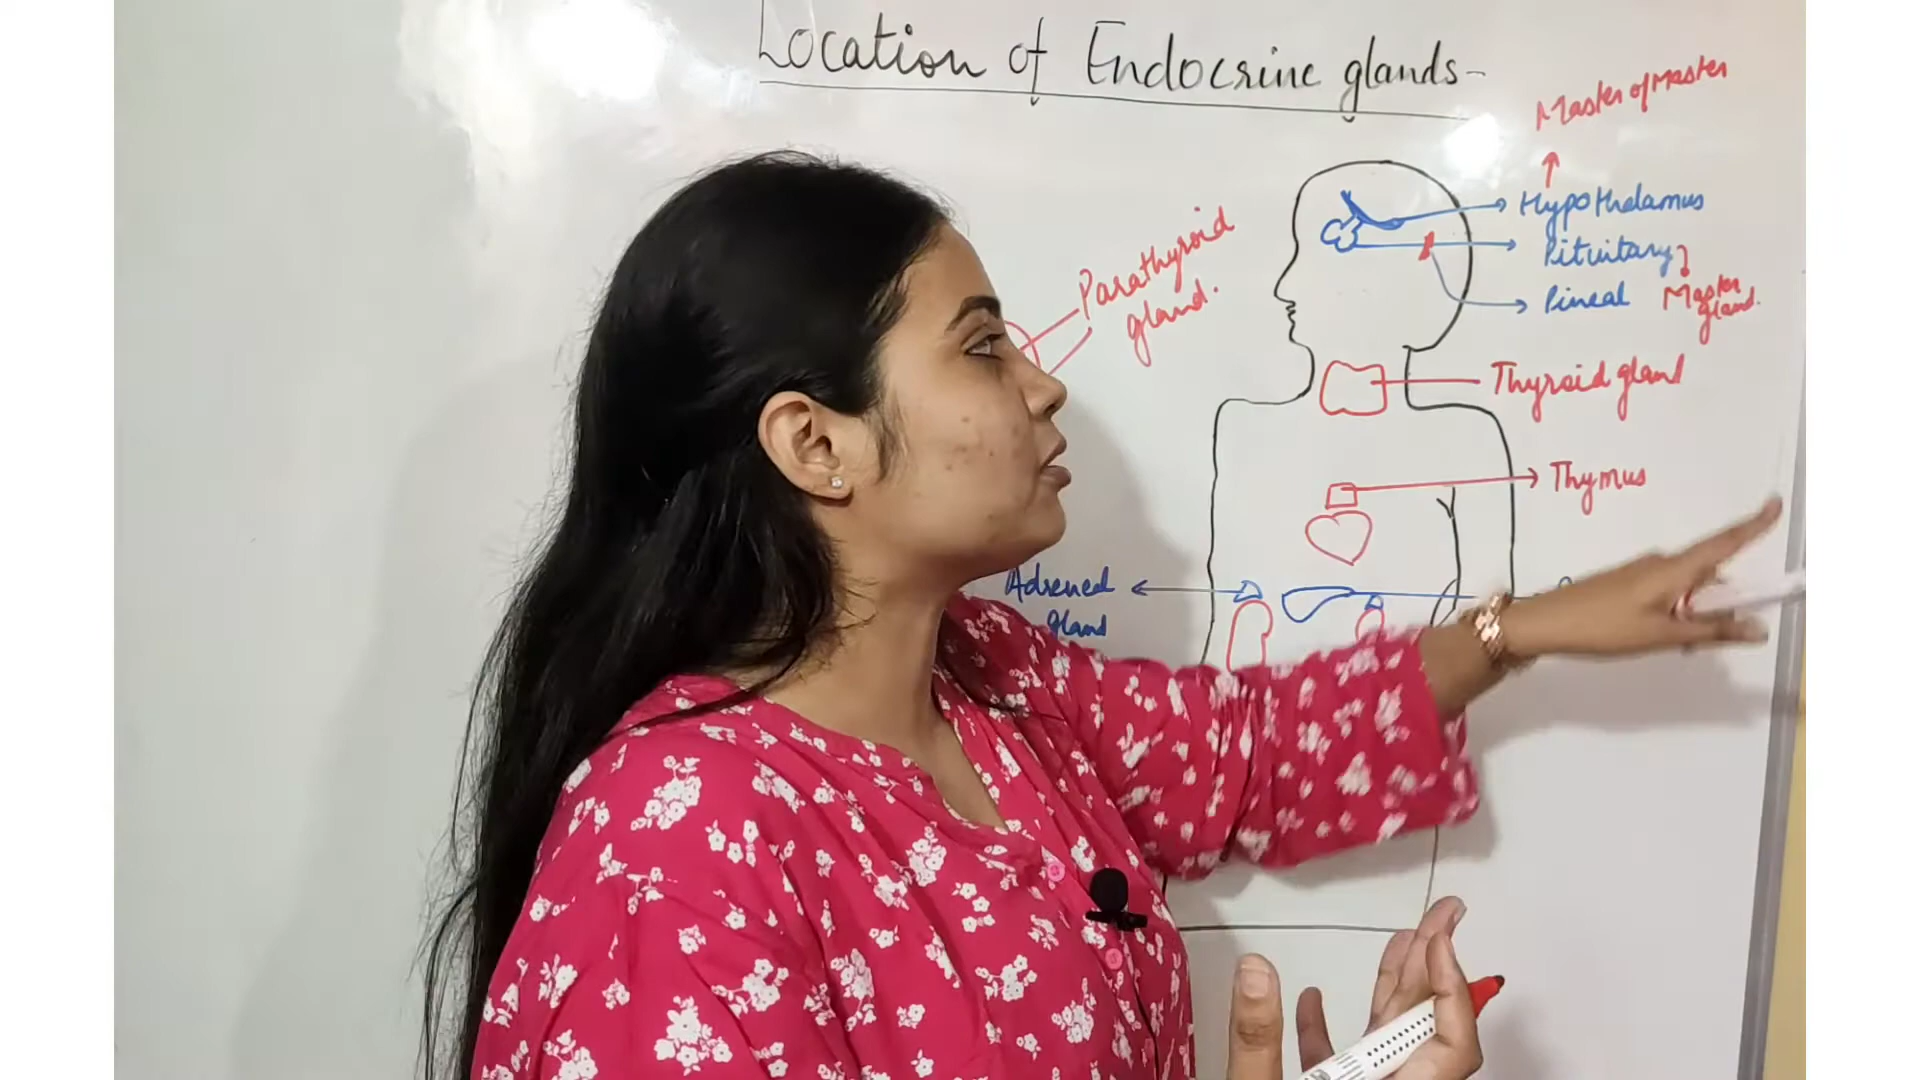 Location of Endocrine glands-
Master of Master
Hypothalamus
Pituitary
Pineal
Master
gland.
Parathyroid
gland.
Thyroid gland
Thymus
Adrenal
gland